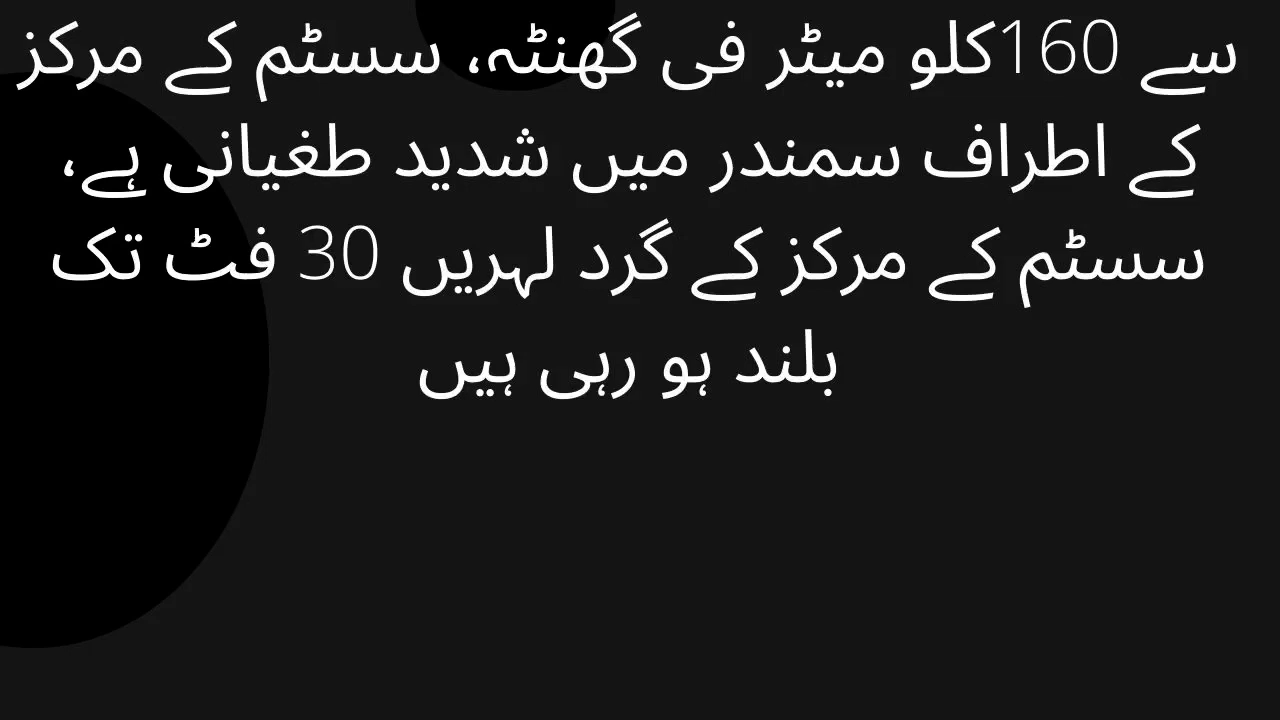 سے 160کلو میٹر فی گھنٹہ، سسٹم کے مرکز
کے اطراف سمندر میں شدید طغیانی ہے،
سسٹم کے مرکز کے گرد لہریں 30 فٹ تک
بلند ہو رہی ہیں